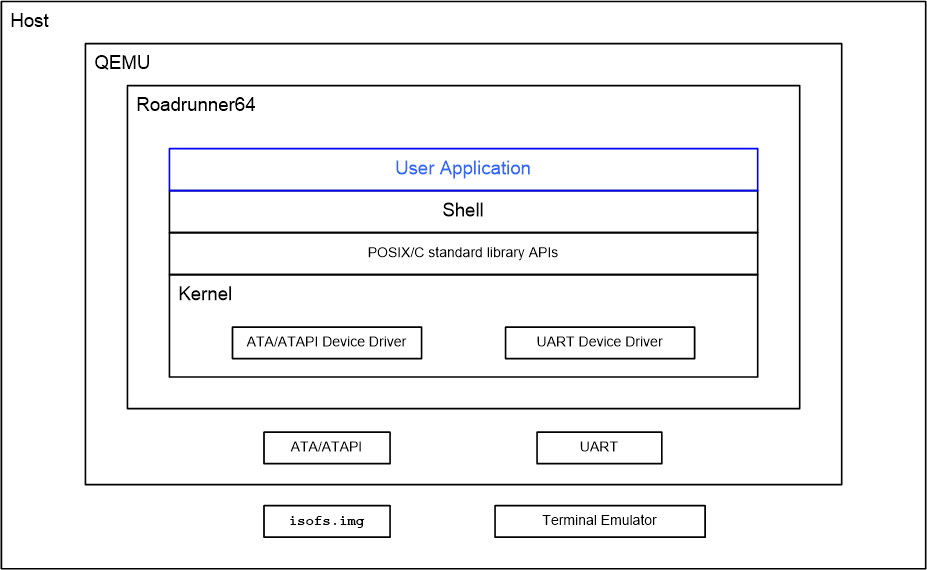 Host
QEMU
Roadrunner64
User Application
Shell
POSIX/C standard library APIs
Kernel
ATA/ATAPI Device Driver
UART Device Driver
ATA/ATAPI
UART
isofs.img
Terminal Emulator